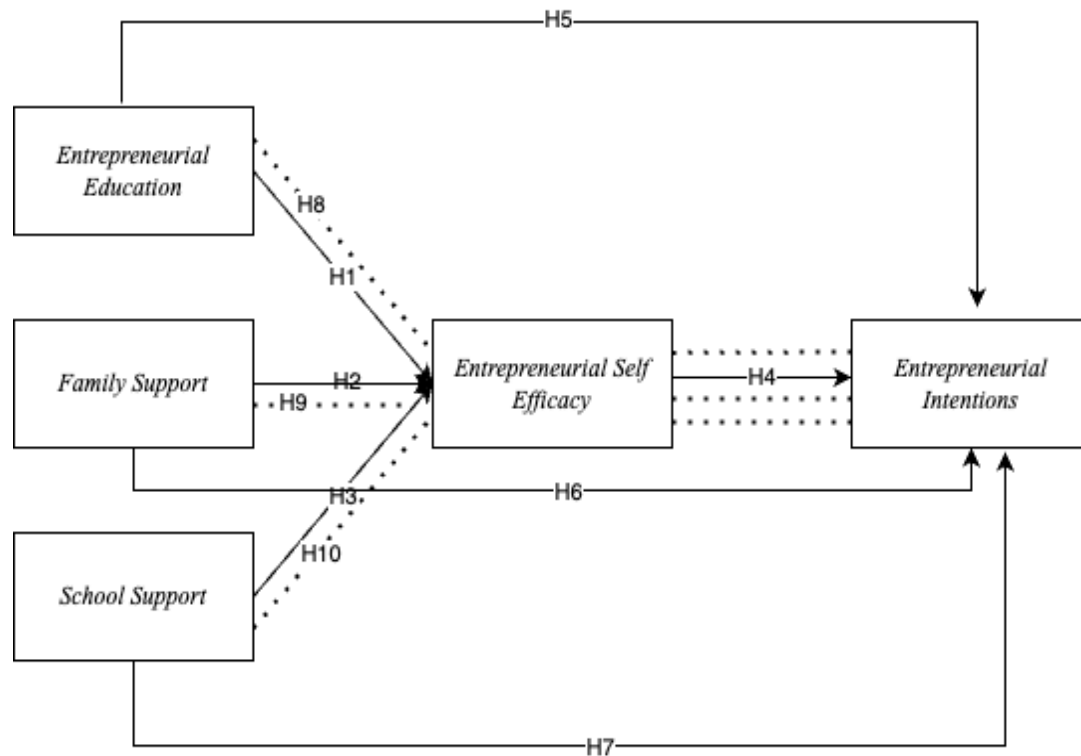 H5
Entrepreneurial
Education
H8
H1
Family Support
H2
H9
Entrepreneurial Self
Efficacy
H4
Entrepreneurial
Intentions
H3
H6
H10
School Support
H7